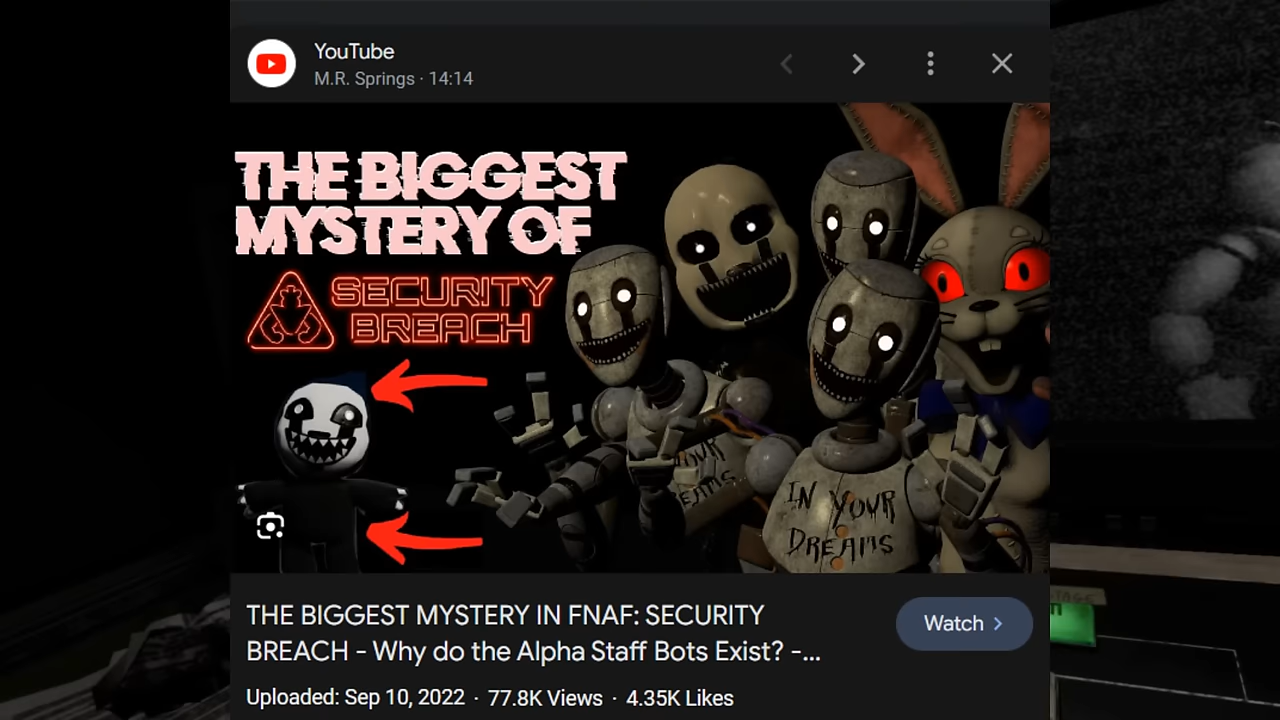 YouTube
M.R. Springs · 14:14
THE BIGGEST
MYSTERY OF
SECURITY
BREACH
IN YOUR
DREAMS
THE BIGGEST MYSTERY IN FNAF: SECURITY
BREACH - Why do the Alpha Staff Bots Exist? -...
Watch
Uploaded: Sep 10, 2022 · 77.8K Views · 4.35K Likes